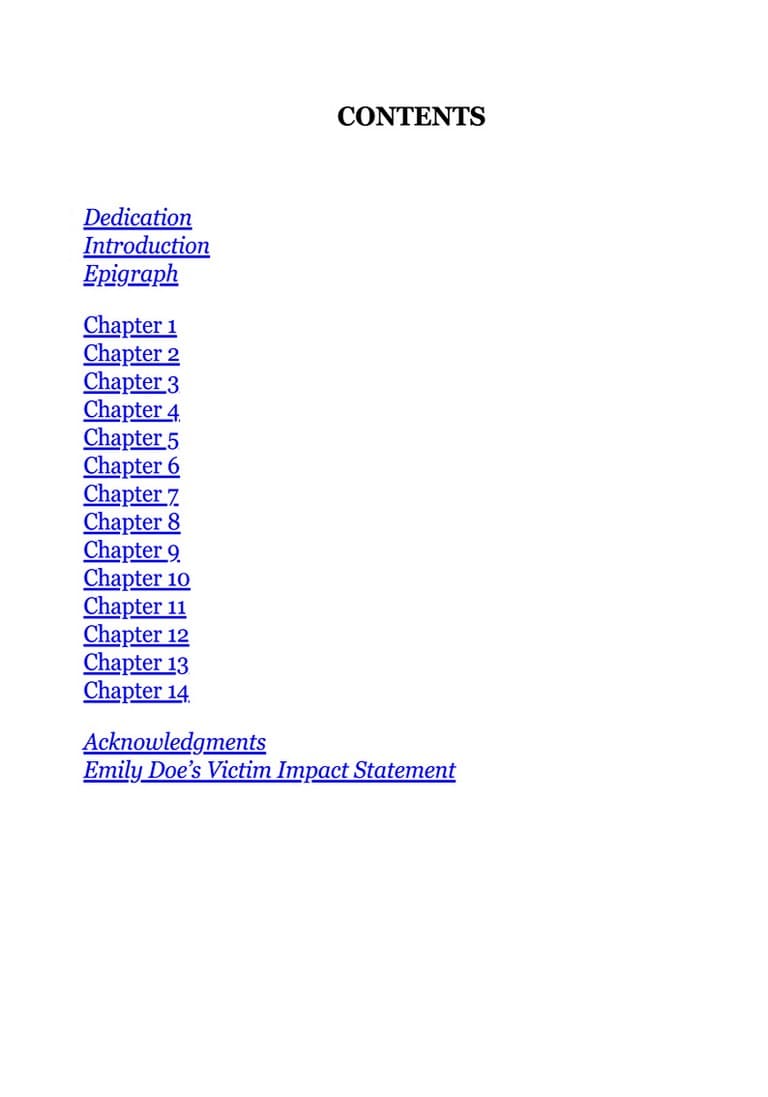 CONTENTS
Dedication
Introduction
Epigraph
Chapter 1
Chapter 2
Chapter 3
Chapter 4
Chapter 5
Chapter 6
Chapter 7
Chapter 8
Chapter 9
Chapter 10
Chapter 11
Chapter 12
Chapter 13
Chapter 14
Acknowledgments
Emily Doe’s Victim Impact Statement